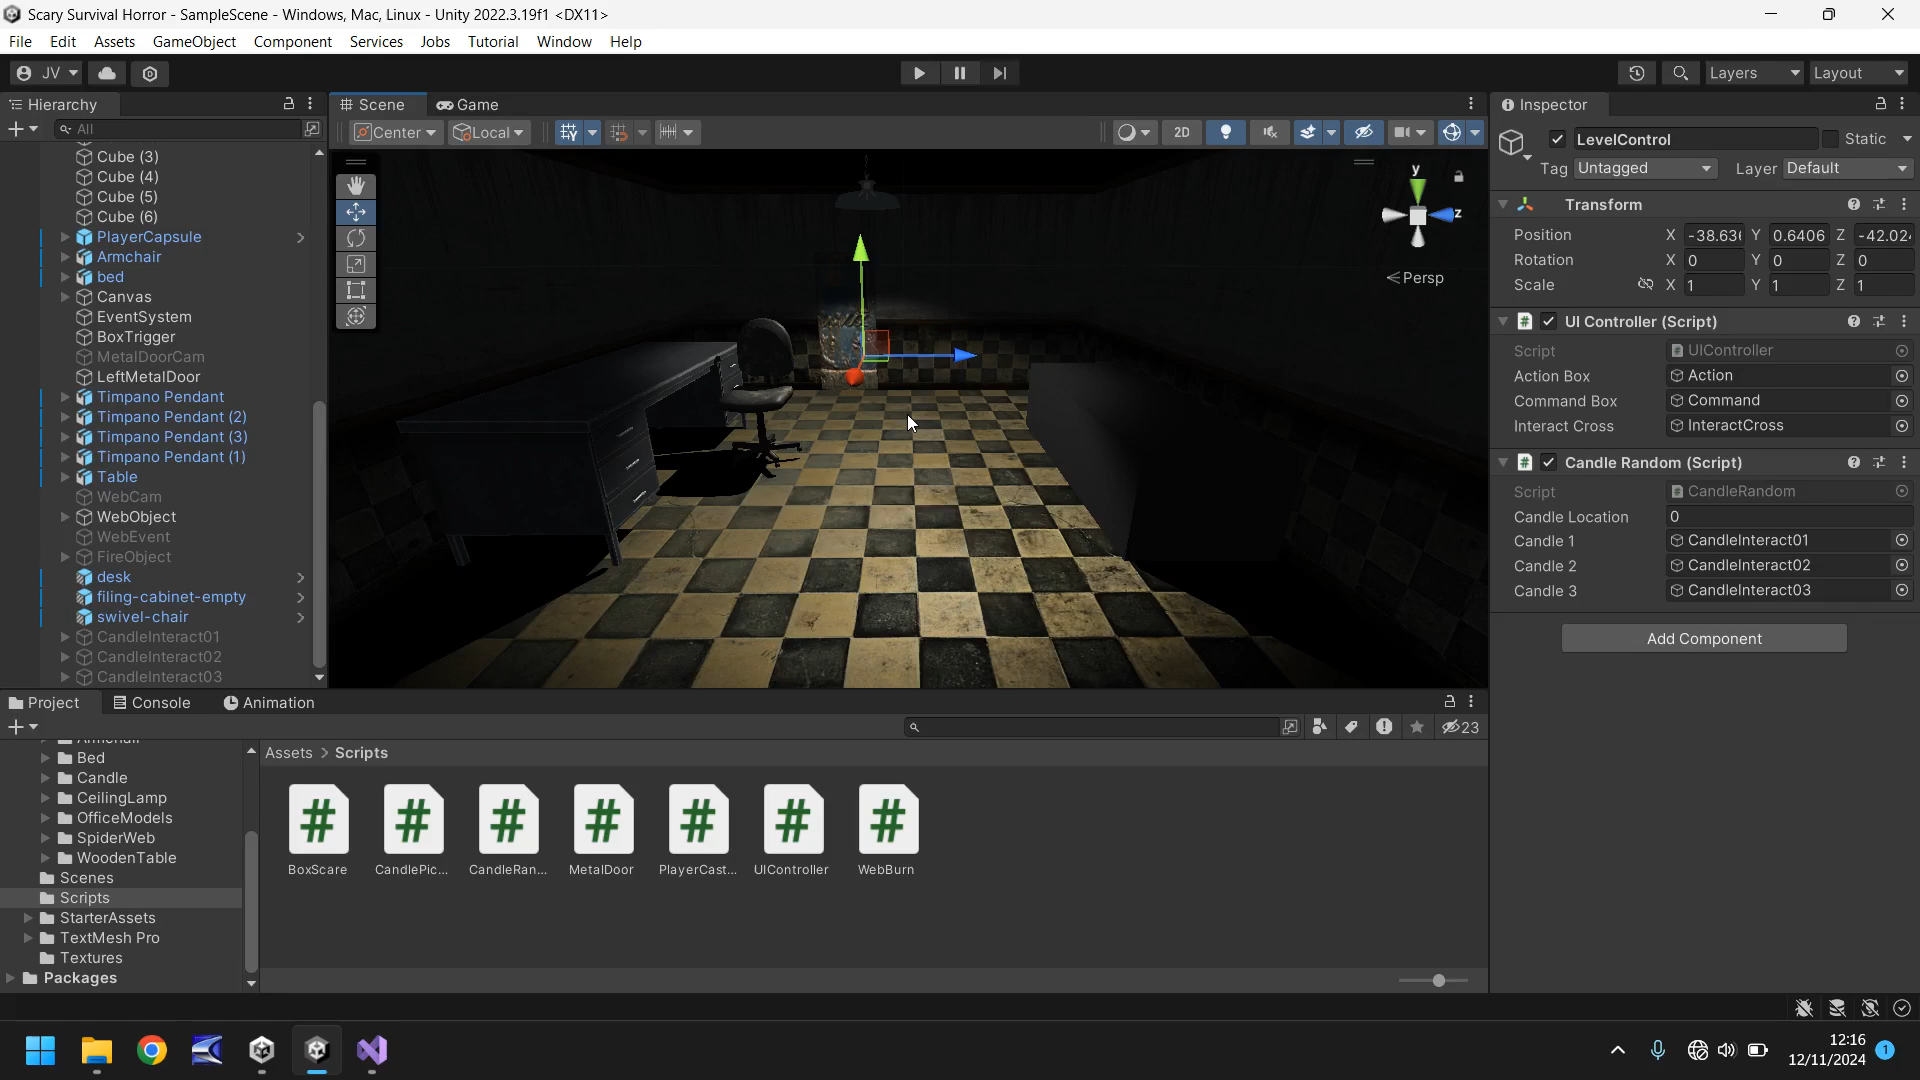 Scary Survival Horror - SampleScene - Windows, Mac, Linux - Unity 2022.3.19f1 <DX11>
File Edit Assets GameObject Component Services Jobs Tutorial Window Help
JV Layers Layout
Hierarchy
All
Cube (3)
Cube (4)
Cube (5)
Cube (6)
PlayerCapsule
Armchair
bed
Canvas
EventSystem
BoxTrigger
MetalDoorCam
LeftMetalDoor
Timpano Pendant
Timpano Pendant (2)
Timpano Pendant (3)
Timpano Pendant (1)
Table
WebCam
WebObject
WebEvent
FireObject
desk
filing-cabinet-empty
swivel-chair
CandleInteract01
CandleInteract02
CandleInteract03
Scene Game
Center Local 2D
y
z
Persp
Inspector
LevelControl Static
Tag Untagged Layer Default
Transform
Position X -38.63 Y 0.6406 Z -42.02
Rotation X 0 Y 0 Z 0
Scale X 1 Y 1 Z 1
UI Controller (Script)
Script UIController
Action Box Action
Command Box Command
Interact Cross InteractCross
Candle Random (Script)
Script CandleRandom
Candle Location 0
Candle 1 CandleInteract01
Candle 2 CandleInteract02
Candle 3 CandleInteract03
Add Component
Project Console Animation
23
Bed
Candle
CeilingLamp
OfficeModels
SpiderWeb
WoodenTable
Scenes
Scripts
StarterAssets
TextMesh Pro
Textures
Packages
Assets > Scripts
BoxScare CandlePic... CandleRan... MetalDoor PlayerCast... UIController WebBurn
12:16
12/11/2024
1